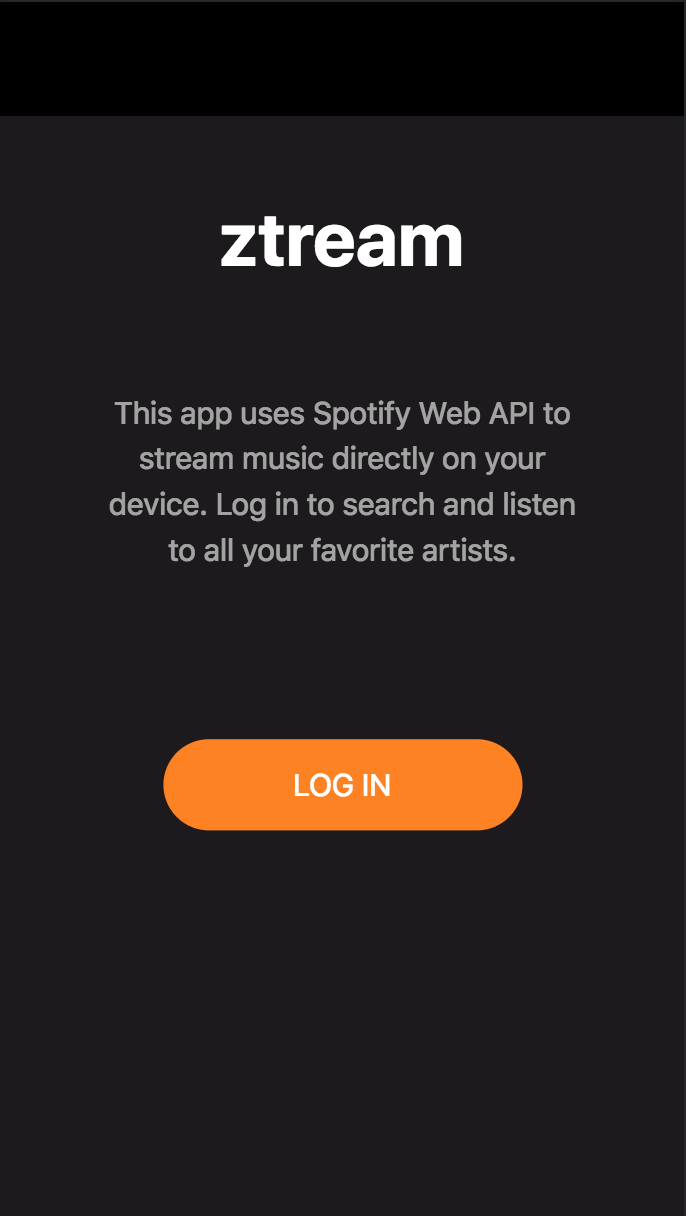 ztream
This app uses Spotify Web API to
stream music directly on your
device. Log in to search and listen
to all your favorite artists.
LOG IN